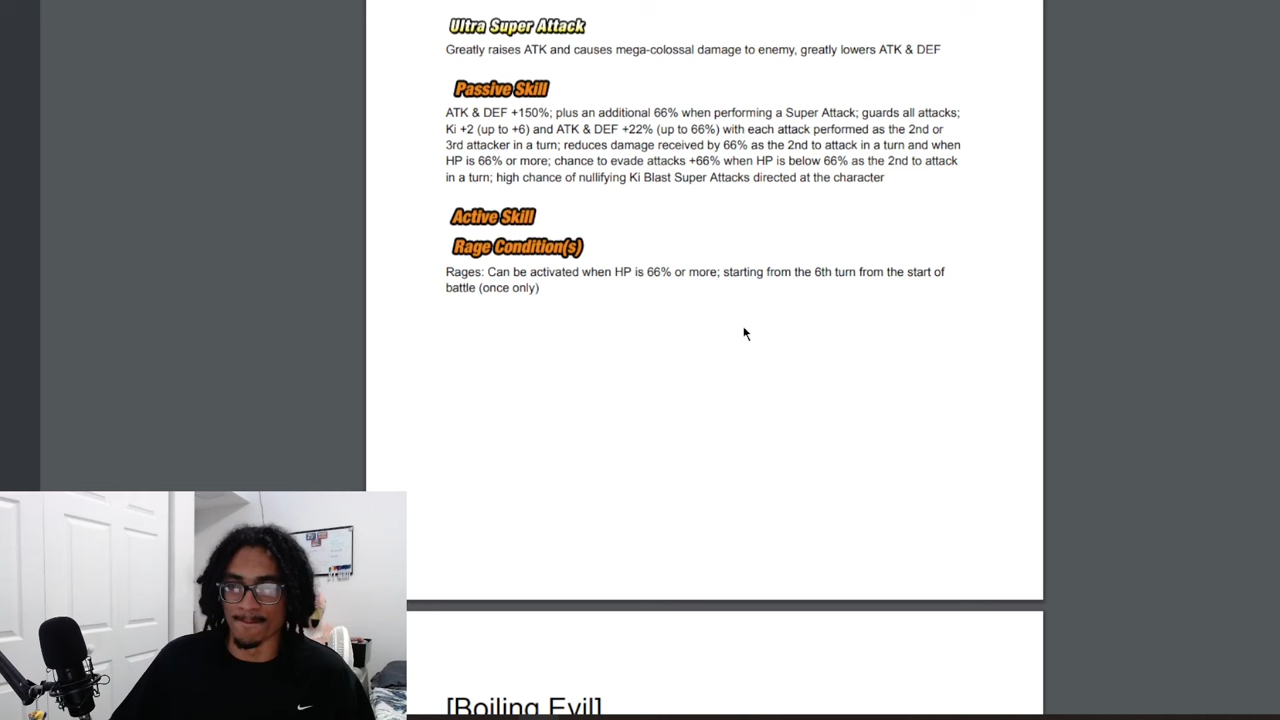 Ultra Super Attack
Greatly raises ATK and causes mega-colossal damage to enemy, greatly lowers ATK & DEF
Passive Skill
ATK & DEF +150%; plus an additional 66% when performing a Super Attack; guards all attacks;
Ki +2 (up to +6) and ATK & DEF +22% (up to 66%) with each attack performed as the 2nd or
3rd attacker in a turn; reduces damage received by 66% as the 2nd to attack in a turn and when
HP is 66% or more; chance to evade attacks +66% when HP is below 66% as the 2nd to attack
in a turn; high chance of nullifying Ki Blast Super Attacks directed at the character
Active Skill
Rage Condition(s)
Rages: Can be activated when HP is 66% or more; starting from the 6th turn from the start of
battle (once only)
[Boiling Evil]